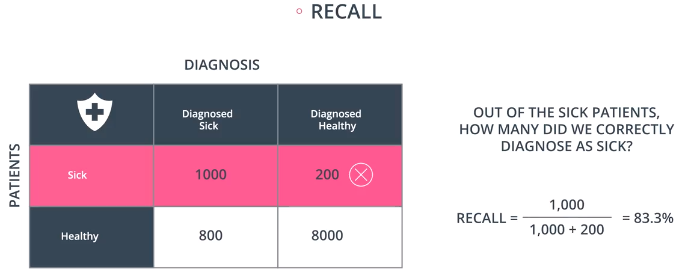 RECALL
DIAGNOSIS
Diagnosed
Sick
Diagnosed
Healthy
PATIENTS
Sick
1000
200
Healthy
800
8000
OUT OF THE SICK PATIENTS,
HOW MANY DID WE CORRECTLY
DIAGNOSE AS SICK?
RECALL = 1,000 / 1,000 + 200 = 83.3%